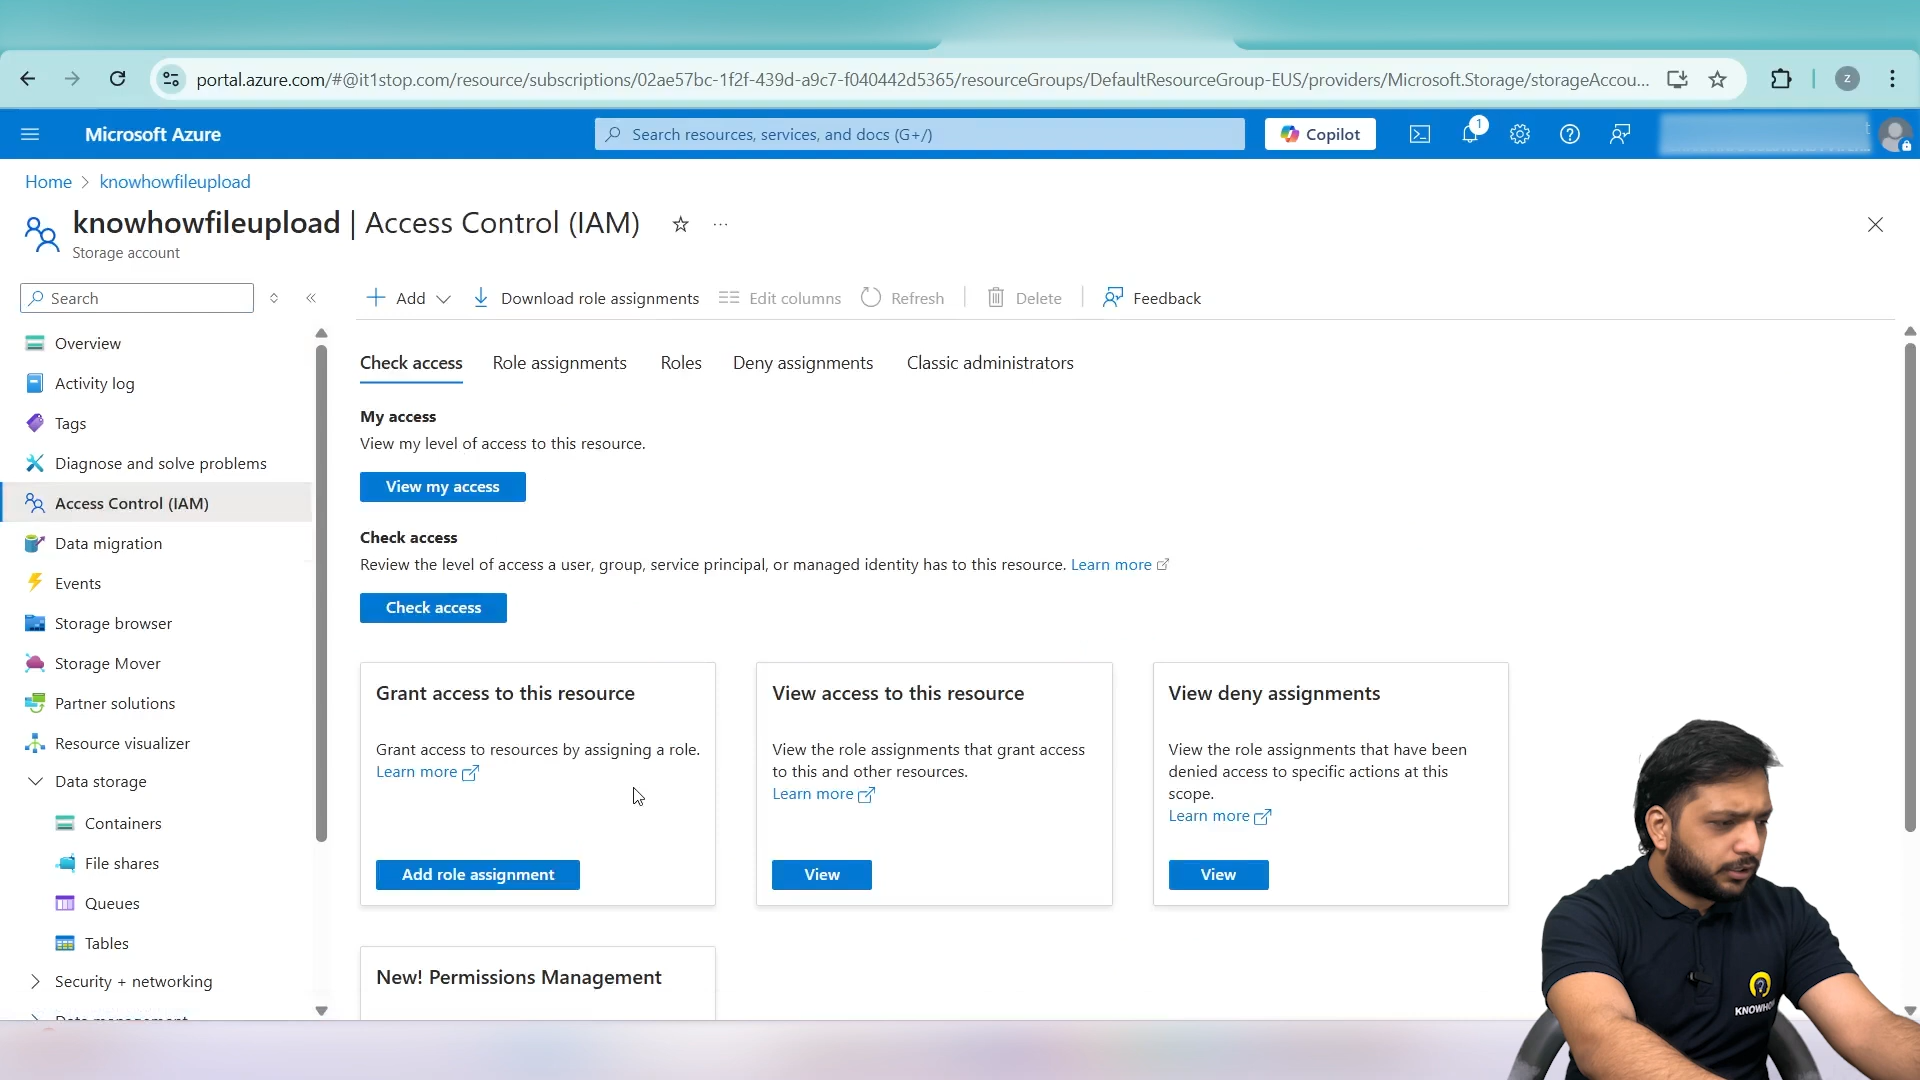 portal.azure.com/#@it1stop.com/resource/subscriptions/02ae57bc-1f2f-439d-a9c7-f040442d5365/resourceGroups/DefaultResourceGroup-EUS/providers/Microsoft.Storage/storageAccou...
z
Microsoft Azure
Search resources, services, and docs (G+/)
Copilot
1
Home > knowhowfileupload
knowhowfileupload | Access Control (IAM)
Storage account
Search
Add
Download role assignments
Edit columns
Refresh
Delete
Feedback
Overview
Activity log
Tags
Diagnose and solve problems
Access Control (IAM)
Data migration
Events
Storage browser
Storage Mover
Partner solutions
Resource visualizer
Data storage
Containers
File shares
Queues
Tables
Security + networking
Data management
Check access
Role assignments
Roles
Deny assignments
Classic administrators
My access
View my level of access to this resource.
View my access
Check access
Review the level of access a user, group, service principal, or managed identity has to this resource. Learn more
Check access
Grant access to this resource
Grant access to resources by assigning a role.
Learn more
Add role assignment
View access to this resource
View the role assignments that grant access
to this and other resources.
Learn more
View
View deny assignments
View the role assignments that have been
denied access to specific actions at this
scope.
Learn more
View
New! Permissions Management
KNOWHOW